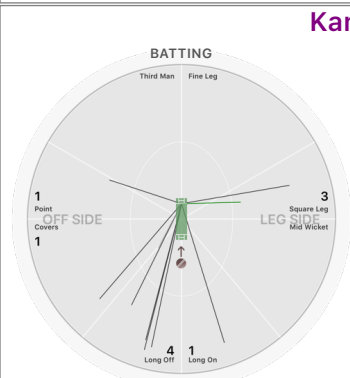 Kar
BATTING
Third Man Fine Leg
1 3
Point Square Leg
OFF SIDE LEG SIDE
Covers Mid Wicket
1
4 1
Long Off Long On